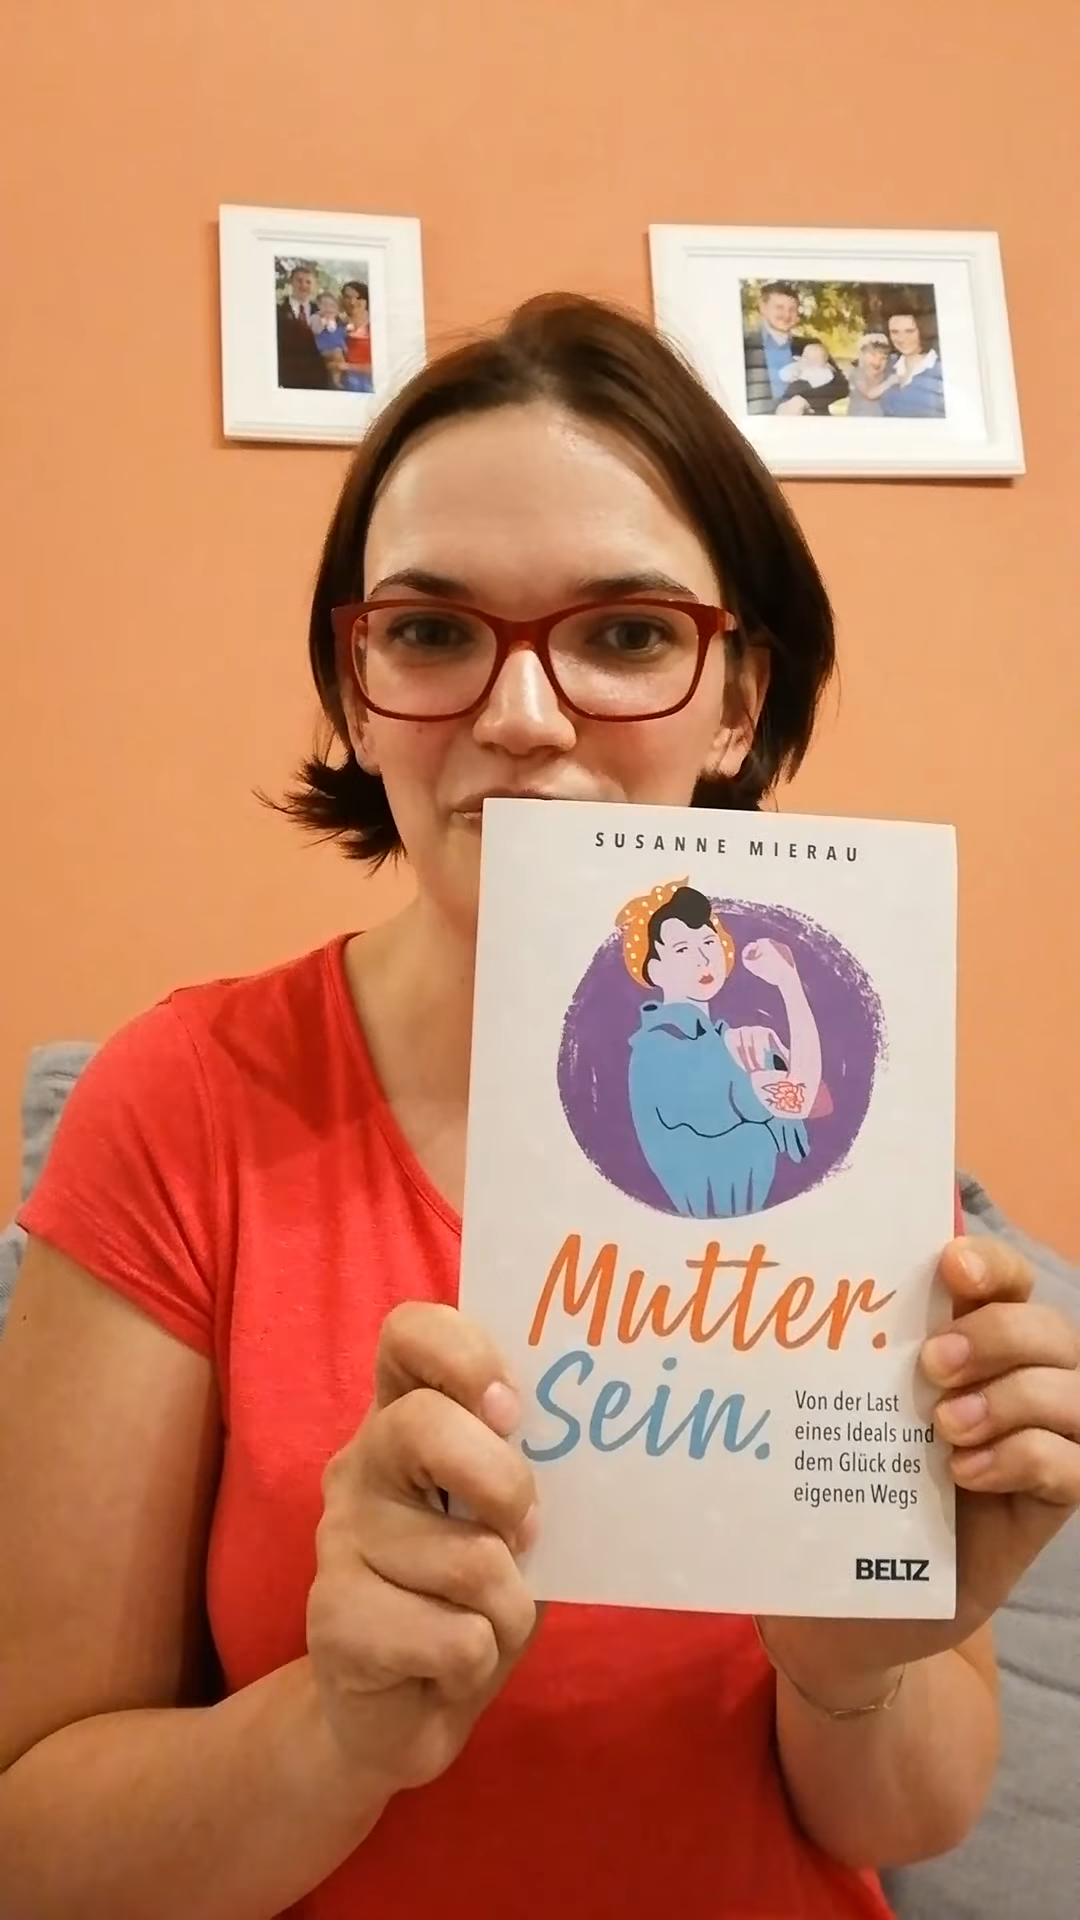 SUSANNE MIERAU
Mutter.
Sein.
Von der Last
eines Ideals und
dem Glück des
eigenen Wegs
BELTZ